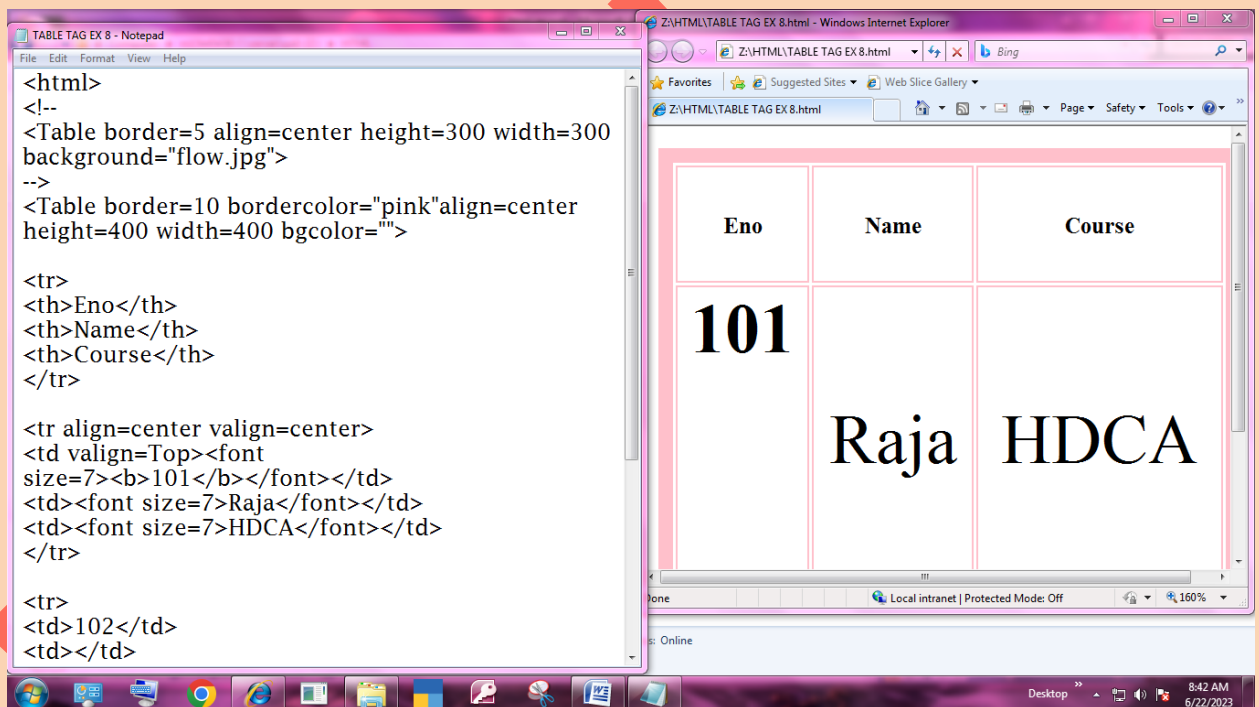 TABLE TAG EX 8 - Notepad
File Edit Format View Help
<html>
<!--
<Table border=5 align=center height=300 width=300
background="flow.jpg">
-->
<Table border=10 bordercolor="pink"align=center
height=400 width=400 bgcolor="">
<tr>
<th>Eno</th>
<th>Name</th>
<th>Course</th>
</tr>
<tr align=center valign=center>
<td valign=Top><font
size=7><b>101</b></font></td>
<td><font size=7>Raja</font></td>
<td><font size=7>HDCA</font></td>
</tr>
<tr>
<td>102</td>
<td></td>
Z:\HTML\TABLE TAG EX 8.html - Windows Internet Explorer
Z:\HTML\TABLE TAG EX 8.html Bing
Favorites Suggested Sites Web Slice Gallery
Z:\HTML\TABLE TAG EX 8.html Page Safety Tools
Eno Name Course
101
Raja HDCA
Done Local intranet | Protected Mode: Off 160%
s: Online
Desktop
8:42 AM
6/22/2023